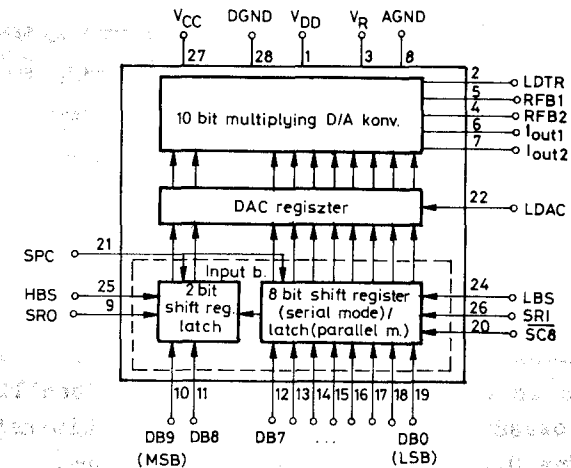 VCC DGND VDD VR AGND
27 28 1 3 8
10 bit multiplying D/A konv.
2 LDTR
5 RFB1
4 RFB2
6 Iout1
7 Iout2
DAC regiszter
22 LDAC
SPC 21
Input b.
HBS 25
SRO 9
2 bit
shift reg.
latch
8 bit shift register
(serial mode)/
latch(parallel m.)
24 LBS
26 SRI
20 SC8
10 11 12 13 14 15 16 17 18 19
DB9 DB8 DB7 ... DB0
(MSB) (LSB)